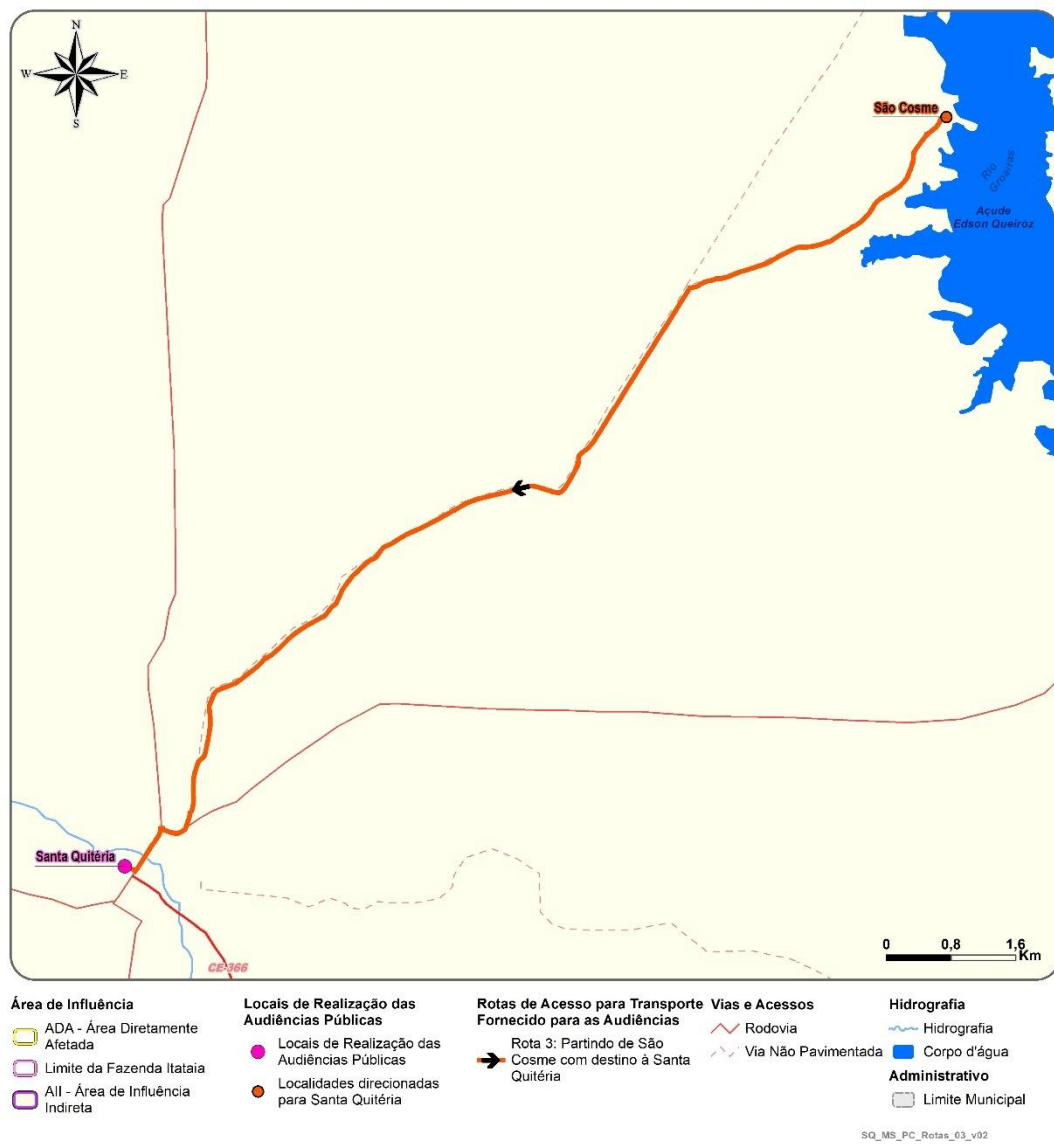 N
W
E
S
São Cosme
Rio
Groaíras
Açude
Edson Queiroz
Santa Quitéria
CE-366
0
0,8
1,6
Km
Área de Influência
ADA - Área Diretamente
Afetada
Limite da Fazenda Itataia
AII - Área de Influência
Indireta
Locais de Realização das
Audiências Públicas
Locais de Realização das
Audiências Públicas
Localidades direcionadas
para Santa Quitéria
Rotas de Acesso para Transporte
Fornecido para as Audiências
Rota 3: Partindo de São
Cosme com destino à Santa
Quitéria
Vias e Acessos
Rodovia
Via Não Pavimentada
Hidrografia
Hidrografia
Corpo d'água
Administrativo
Limite Municipal
SQ_MS_PC_Rotas_03_v02